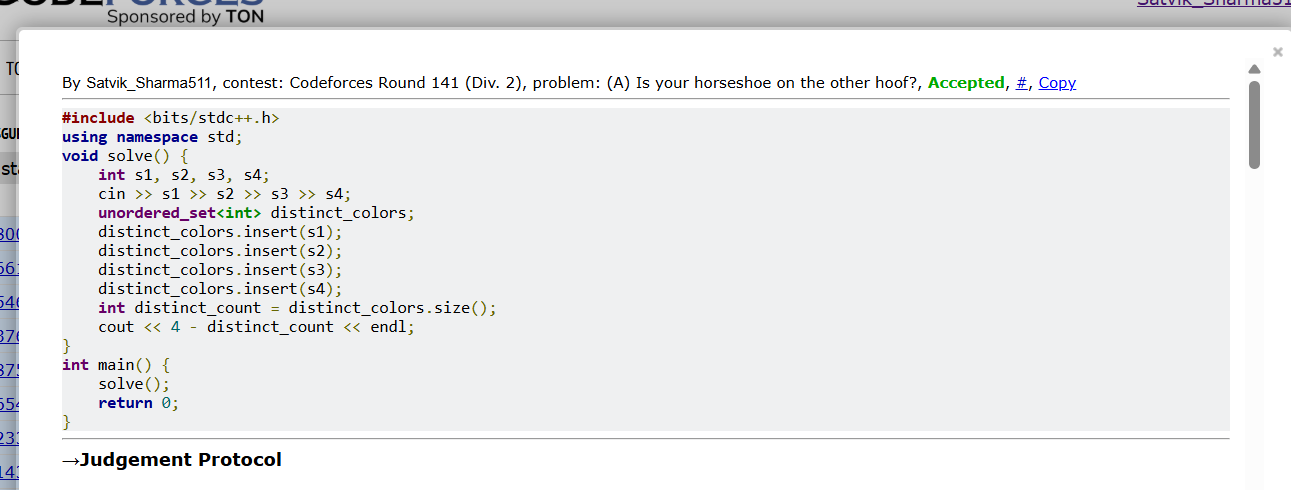 Sponsored by TON
By Satvik_Sharma511, contest: Codeforces Round 141 (Div. 2), problem: (A) Is your horseshoe on the other hoof?, Accepted, #, Copy
#include <bits/stdc++.h>
using namespace std;
void solve() {
    int s1, s2, s3, s4;
    cin >> s1 >> s2 >> s3 >> s4;
    unordered_set<int> distinct_colors;
    distinct_colors.insert(s1);
    distinct_colors.insert(s2);
    distinct_colors.insert(s3);
    distinct_colors.insert(s4);
    int distinct_count = distinct_colors.size();
    cout << 4 - distinct_count << endl;
}
int main() {
    solve();
    return 0;
}
→Judgement Protocol